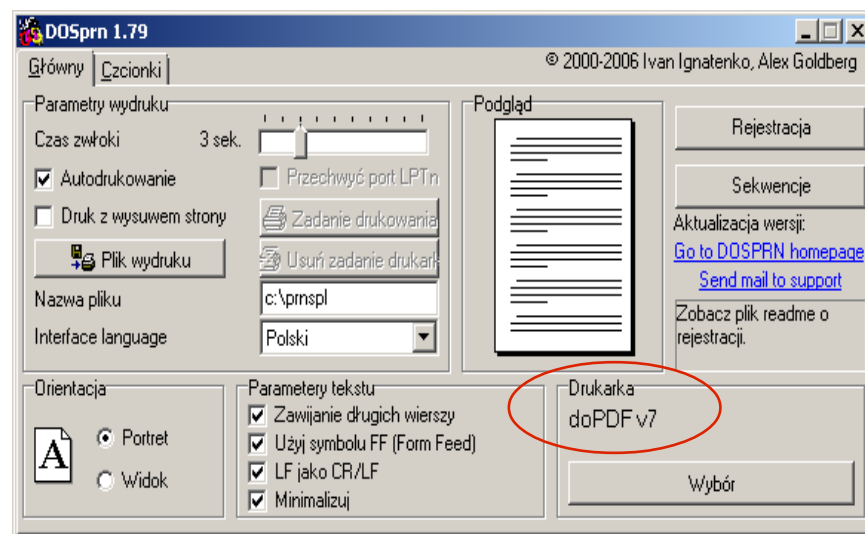 DOSprn 1.79
Główny
Czcionki
© 2000-2006 Ivan Ignatenko, Alex Goldberg
Parametry wydruku
Czas zwłoki 3 sek.
Autodrukowanie
Przechwyć port LPTn
Druk z wysuwem strony
Zadanie drukowania
Plik wydruku
Usuń zadanie drukark
Nazwa pliku
c:\prnspl
Interface language
Polski
Podgląd
Rejestracja
Sekwencje
Aktualizacja wersji:
Go to DOSPRN homepage
Send mail to support
Zobacz plik readme o
rejestracji.
Orientacja
A
Portret
Widok
Parametery tekstu
Zawijanie długich wierszy
Użyj symbolu FF (Form Feed)
LF jako CR/LF
Minimalizuj
Drukarka
doPDF v7
Wybór